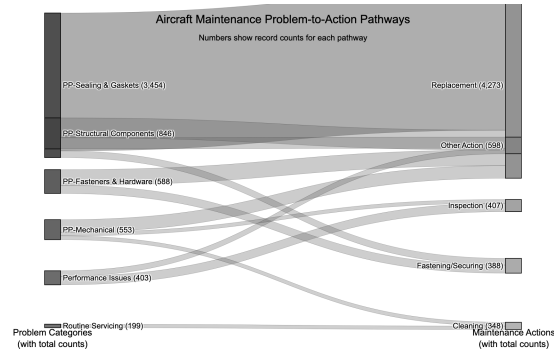 Aircraft Maintenance Problem-to-Action Pathways
Numbers show record counts for each pathway
PP-Sealing & Gaskets (3,454)
Replacement (4,273)
PP-Structural Components (846)
Other Action (598)
PP-Fasteners & Hardware (588)
Inspection (407)
PP-Mechanical (553)
Fastening/Securing (388)
Performance Issues (403)
Routine Servicing (199)
Cleaning (348)
Problem Categories
(with total counts)
Maintenance Actions
(with total counts)